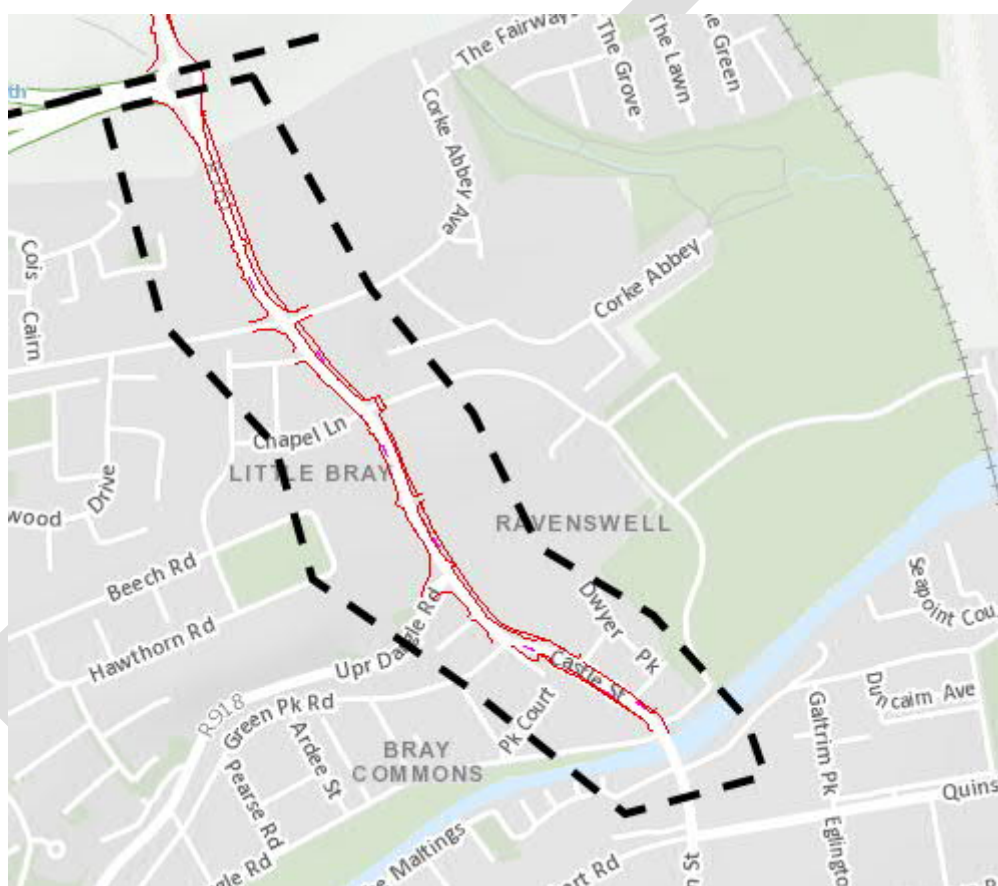 The Fairways
The Grove
The Lawn
he Green
th
Corke Abbey Ave
Cois Cairn
Corke Abbey
Chapel Ln
LITTLE BRAY
Drive
wood
RAVENSWELL
Beech Rd
Hawthorn Rd
Dwyer Pk
Seapoint Cou
Upr Dargle Rd
Castle St
R918
Green Pk Rd
Ardee St
Pk Court
Duncairn Ave
Galtrim Pk
BRAY
COMMONS
Pearse Rd
Quins
gle Rd
e Maltings
Eglington
ert Rd
n St